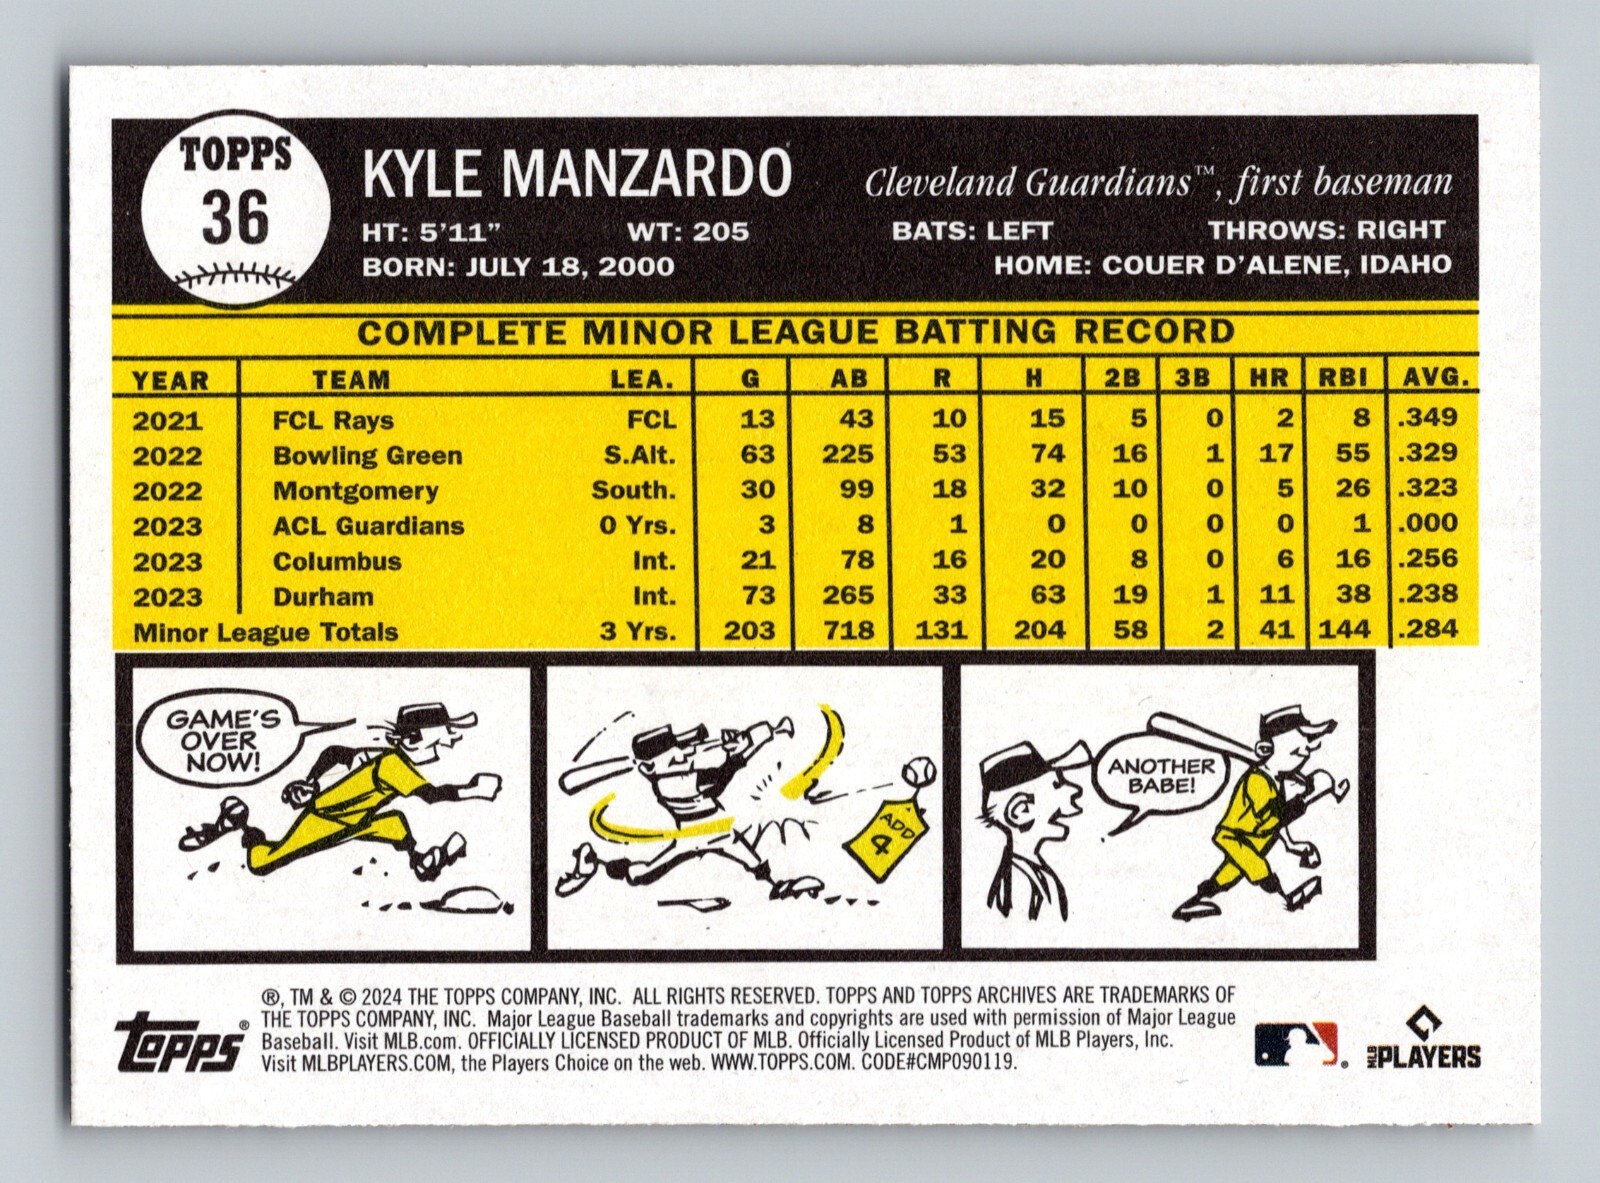 TOPPS
36
KYLE MANZARDO
Cleveland Guardians™, first baseman
HT: 5'11" WT: 205 BATS: LEFT THROWS: RIGHT
BORN: JULY 18, 2000 HOME: COUER D'ALENE, IDAHO
COMPLETE MINOR LEAGUE BATTING RECORD
YEAR TEAM LEA. G AB R H 2B 3B HR RBI AVG.
2021 FCL Rays FCL 13 43 10 15 5 0 2 8 .349
2022 Bowling Green S.Alt. 63 225 53 74 16 1 17 55 .329
2022 Montgomery South. 30 99 18 32 10 0 5 26 .323
2023 ACL Guardians 0 Yrs. 3 8 1 0 0 0 0 1 .000
2023 Columbus Int. 21 78 16 20 8 0 6 16 .256
2023 Durham Int. 73 265 33 63 19 1 11 38 .238
Minor League Totals 3 Yrs. 203 718 131 204 58 2 41 144 .284
GAME'S
OVER
NOW!
ADD
4
ANOTHER
BABE!
Topps®
®, TM & © 2024 THE TOPPS COMPANY, INC. ALL RIGHTS RESERVED. TOPPS AND TOPPS ARCHIVES ARE TRADEMARKS OF
THE TOPPS COMPANY, INC. Major League Baseball trademarks and copyrights are used with permission of Major League
Baseball. Visit MLB.com. OFFICIALLY LICENSED PRODUCT OF MLB. Officially Licensed Product of MLB Players, Inc.
Visit MLBPLAYERS.COM, the Players Choice on the web. WWW.TOPPS.COM. CODE#CMP090119.
®
MLB PLAYERS